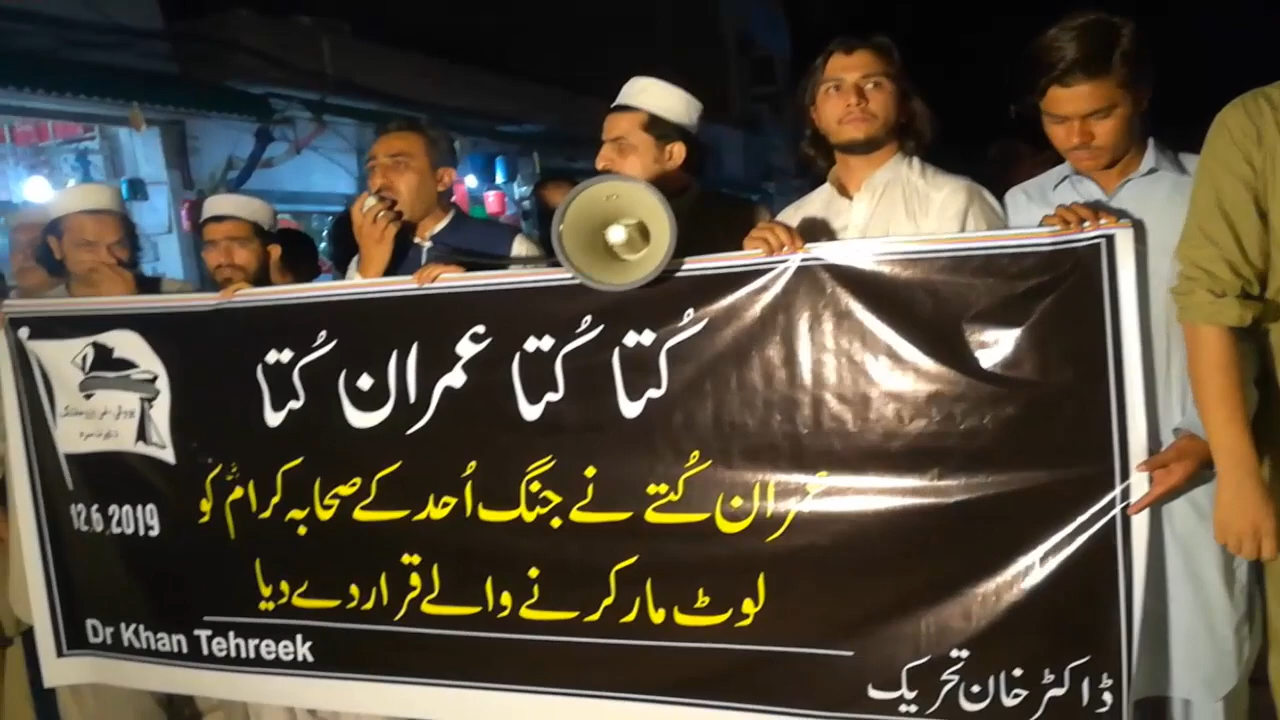 کُتا کُتا عمران کُتا
عمران کُتے نے جنگ اُحد کے صحابہ کرامؓ کو
لوٹ مار کرنے والے قرار دے دیا
12.6.2019
Dr Khan Tehreek
ڈاکٹر خان تحریک